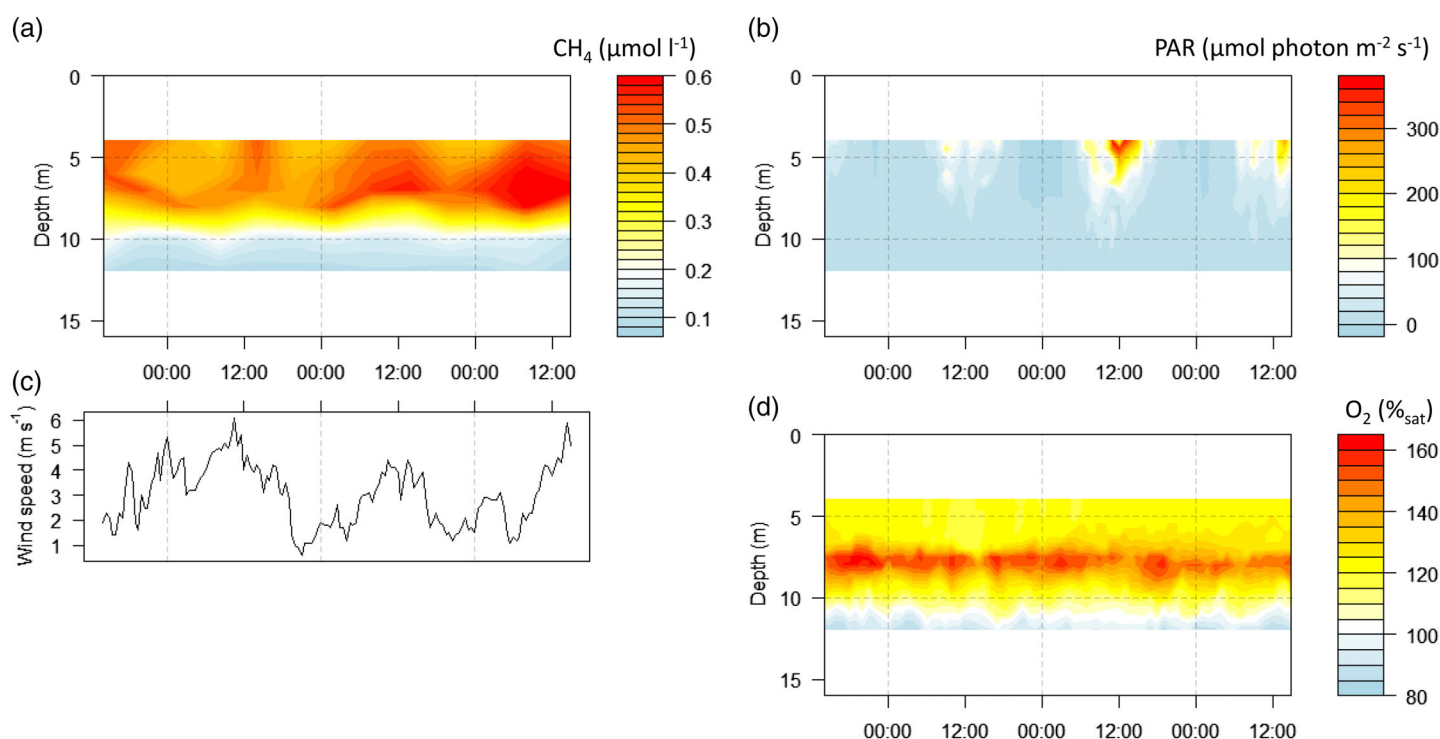 (a)
CH₄ (µmol l⁻¹)
0
5
10
15
Depth (m)
0.6
0.5
0.4
0.3
0.2
0.1
00:00 12:00 00:00 12:00 00:00 12:00
(b)
PAR (µmol photon m⁻² s⁻¹)
0
5
10
15
Depth (m)
300
200
100
0
00:00 12:00 00:00 12:00 00:00 12:00
(c)
Wind speed (m s⁻¹)
6
5
4
3
2
1
(d)
O₂ (%sat)
0
5
10
15
Depth (m)
160
140
120
100
80
00:00 12:00 00:00 12:00 00:00 12:00